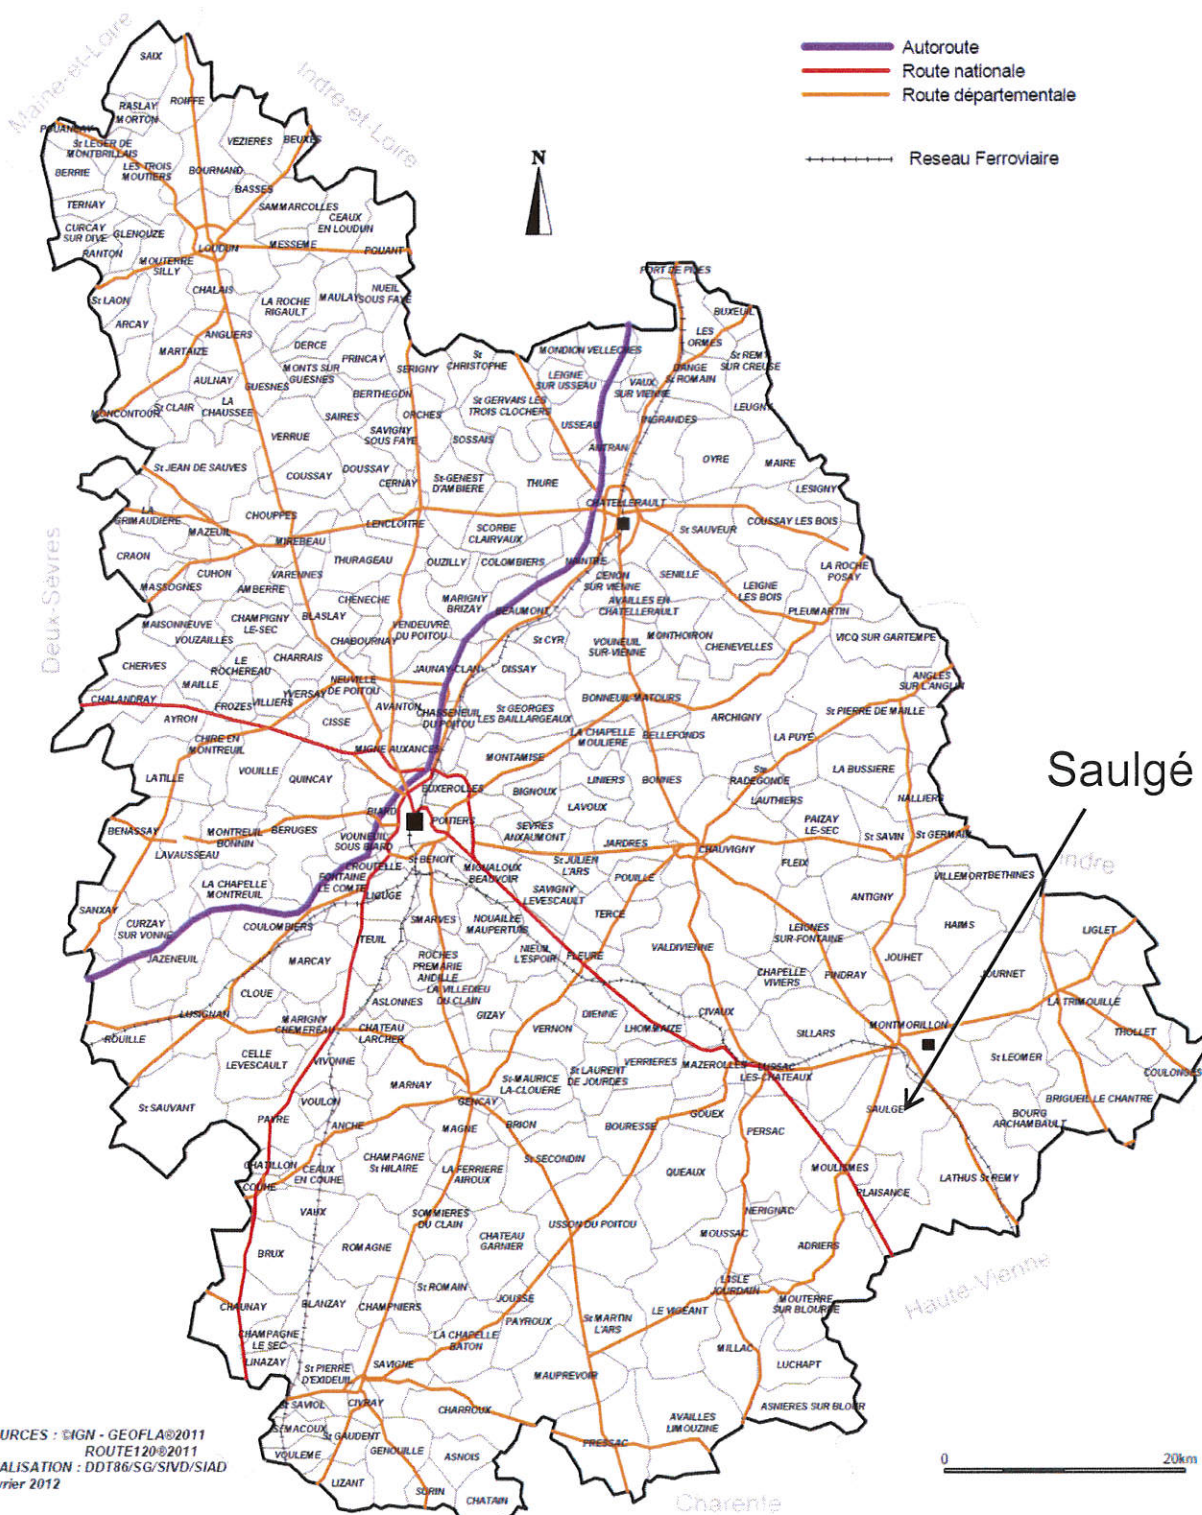 Autoroute
Route nationale
Route départementale
Reseau Ferroviaire
Maine-et-Loire
Indre-et-Loire
N
SAIX
RASLAY
MORTON
ROIFFE
POUANCAY
St LEGER DE
MONTBRILLAIS
VEZIERES
BEUXES
BERRIE
LES TROIS
MOUTIERS
BOURNAND
BASSES
TERNAY
SAMMARCOLLES
CEAUX
EN LOUDUN
CURCAY
SUR DIVE
GLENOUZE
RANTON
MOUTERRE
SILLY
LOUDUN
MESSEME
POUANT
St LAON
CHALAIS
LA ROCHE
RIGAULT
MAULAY
NUEIL
SOUS FAYE
PORT DE PILES
ARCAY
ANGLIERS
BUXEUIL
LES
ORMES
MARTAIZE
DERCE
MONTS SUR
GUESNES
PRINCAY
SERIGNY
St
CHRISTOPHE
MONDION
VELLECHES
LEIGNE
SUR USSEAU
VAUX
SUR VIENNE
DANGE
St ROMAIN
St REMY
SUR CREUSE
AULNAY
GUESNES
BERTHEGON
MONCONTOUR
St CLAIR
LA
CHAUSSEE
SAIRES
ORCHES
St GERVAIS LES
TROIS CLOCHERS
USSEAU
INGRANDES
LEUGNY
VERRUE
SAVIGNY
SOUS FAYE
SOSSAIS
ANTRAN
OYRE
MAIRE
St JEAN DE SAUVES
COUSSAY
DOUSSAY
CERNAY
St-GENEST
D'AMBIERE
THURE
LESIGNY
LA
GRIMAUDIERE
MAZEUIL
CHOUPPES
MIREBEAU
LENCLOITRE
SCORBE
CLAIRVAUX
CHATELLERAULT
St SAUVEUR
COUSSAY LES BOIS
CRAON
MASSOGNES
CUHON
AMBERRE
VARENNES
THURAGEAU
OUZILLY
COLOMBIERS
NAINTRE
CENON
SUR VIENNE
SENILLE
LEIGNE
LES BOIS
LA ROCHE
POSAY
MAISONNEUVE
VOUZAILLES
CHAMPIGNY
LE-SEC
BLASLAY
CHENECHE
MARIGNY
BRIZAY
BEAUMONT
AVAILLES EN
CHATELLERAULT
PLEUMARTIN
VENDEUVRE
DU POITOU
CHABOURNAY
St CYR
VOUNEUIL
SUR-VIENNE
MONTHOIRON
CHENEVELLES
VICQ SUR GARTEMPE
Deux-Sèvres
CHERVES
LE
ROCHEREAU
CHARRAIS
JAUNAY-CLAN
DISSAY
ANGLES
SUR L'ANGLIN
CHALANDRAY
MAILLE
FROZES
VILLIERS
YVERSAY
NEUVILLE
DE POITOU
AVANTON
CHASSENEUIL
DU POITOU
St GEORGES
LES BAILLARGEAUX
BONNEUIL MATOURS
ARCHIGNY
St PIERRE DE MAILLE
AYRON
CISSE
CHIRE EN
MONTREUIL
MIGNE AUXANCES
MONTAMISE
LA CHAPELLE
MOULIERE
BELLEFONDS
LA PUYE
LATILLE
VOUILLE
QUINCAY
BUXEROLLES
BIGNOUX
LINIERS
BONNES
Ste
RADEGONDE
LA BUSSIERE
Saulgé
LAVOUX
LAUTHIERS
NALLIERS
BENASSAY
MONTREUIL
BONNIN
BERUGES
BIARD
VOUNEUIL
SOUS BIARD
POITIERS
SEVRES
ANXAUMONT
JARDRES
CHAUVIGNY
PAIZAY
LE-SEC
St SAVIN
St GERMAIN
LAVAUSSEAU
CROUTELLE
St BENOIT
MIGNALOUX
BEAUVOIR
St JULIEN
L'ARS
POUILLE
FLEIX
VILLEMORT
BETHINES
Indre
SANXAY
LA CHAPELLE
MONTREUIL
FONTAINE
LE COMTE
LIGUGE
SAVIGNY
LEVESCAULT
ANTIGNY
CURZAY
SUR VONNE
COULOMBIERS
SMARVES
NOUAILLE
MAUPERTUIS
TERCE
LEIGNES
SUR-FONTAINE
HAIMS
LIGLET
JAZENEUIL
MARCAY
ITEUIL
ROCHES
PREMARIE
ANDILLE
NIEUIL
L'ESPOIR
FLEURE
VALDIVIENNE
JOUHET
JOURNET
CLOUE
LA VILLEDIEU
DU CLAIN
CHAPELLE
VIVIERS
PINDRAY
LA TRIMOUILLE
ASLONNES
LUSIGNAN
MARIGNY
CHEMEREAU
CHATEAU
LARCHER
GIZAY
VERNON
DIENNE
LHOMMAIZE
CIVAUX
SILLARS
MONTMORILLON
THOLLET
ROUILLE
CELLE
LEVESCAULT
VIVONNE
MARNAY
St-MAURICE
LA-CLOUERE
St LAURENT
DE JOURDES
VERRIERES
MAZEROLLES
LUSSAC
LES-CHATEAUX
St LEOMER
COULONGES
St SAUVANT
VOULON
GENCAY
GOUEX
SAULGE
BOURG
ARCHAMBAULT
BRIGUEIL LE CHANTRE
PAYRE
ANCHE
MAGNE
BRION
BOURESSE
PERSAC
CHATILLON
COUHE
CEAUX
EN COUHE
CHAMPAGNE
St HILAIRE
LA FERRIERE
AIROUX
St SECONDIN
QUEAUX
MOULISMES
PLAISANCE
LATHUS St REMY
VAUX
SOMMIERES
DU CLAIN
USSON DU POITOU
NERIGNAC
MOUSSAC
ADRIERS
BRUX
ROMAGNE
CHATEAU
GARNIER
Haute-Vienne
CHAUNAY
BLANZAY
CHAMPNIERS
St ROMAIN
JOUSSE
PAYROUX
St MARTIN
L'ARS
LE VIGEANT
L'ISLE
JOURDAIN
MOUTERRE
SUR BLOURDE
CHAMPAGNE
LE SEC
LINAZAY
LA CHAPELLE
BATON
MILLAC
LUCHAPT
St PIERRE
D'EXIDEUIL
SAVIGNE
MAUPREVOIR
St SAVIOL
CIVRAY
CHARROUX
AVAILLES
LIMOUZINE
ASNIERES SUR BLOUR
St MACOUX
St GAUDENT
VOULEME
GENOUILLE
ASNOIS
PRESSAC
LIZANT
SURIN
CHATAIN
Charente
0 20km
URCES : ©IGN - GEOFLA®2011
ROUTE120®2011
ALISATION : DDT86/SG/SIVD/SIAD
vrier 2012